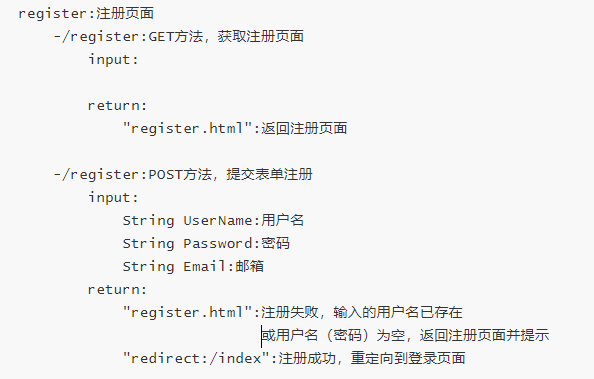 register:注册页面
-/register:GET方法，获取注册页面
input:
return:
"register.html":返回注册页面
-/register:POST方法，提交表单注册
input:
String UserName:用户名
String Password:密码
String Email:邮箱
return:
"register.html":注册失败，输入的用户名已存在
或用户名（密码）为空，返回注册页面并提示
"redirect:/index":注册成功，重定向到登录页面